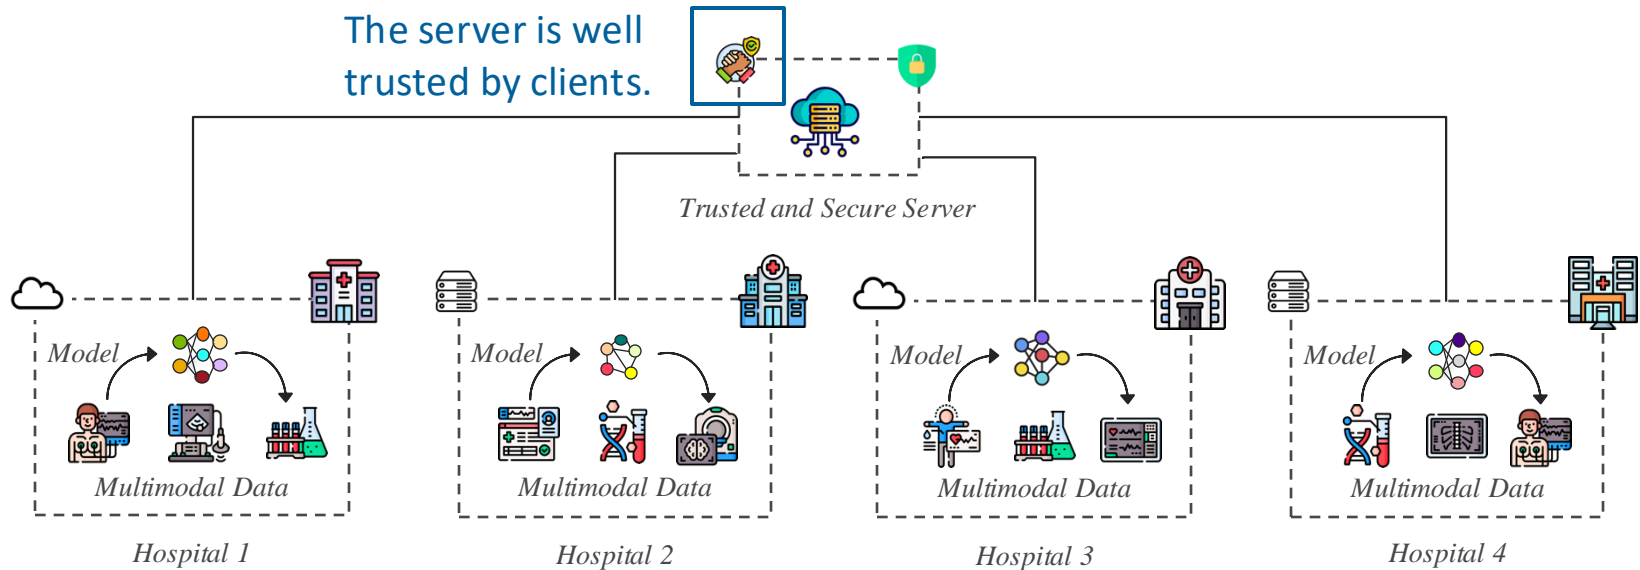 The server is well
trusted by clients.
Trusted and Secure Server
Model
Multimodal Data
Hospital 1
Model
Multimodal Data
Hospital 2
Model
Multimodal Data
Hospital 3
Model
Multimodal Data
Hospital 4